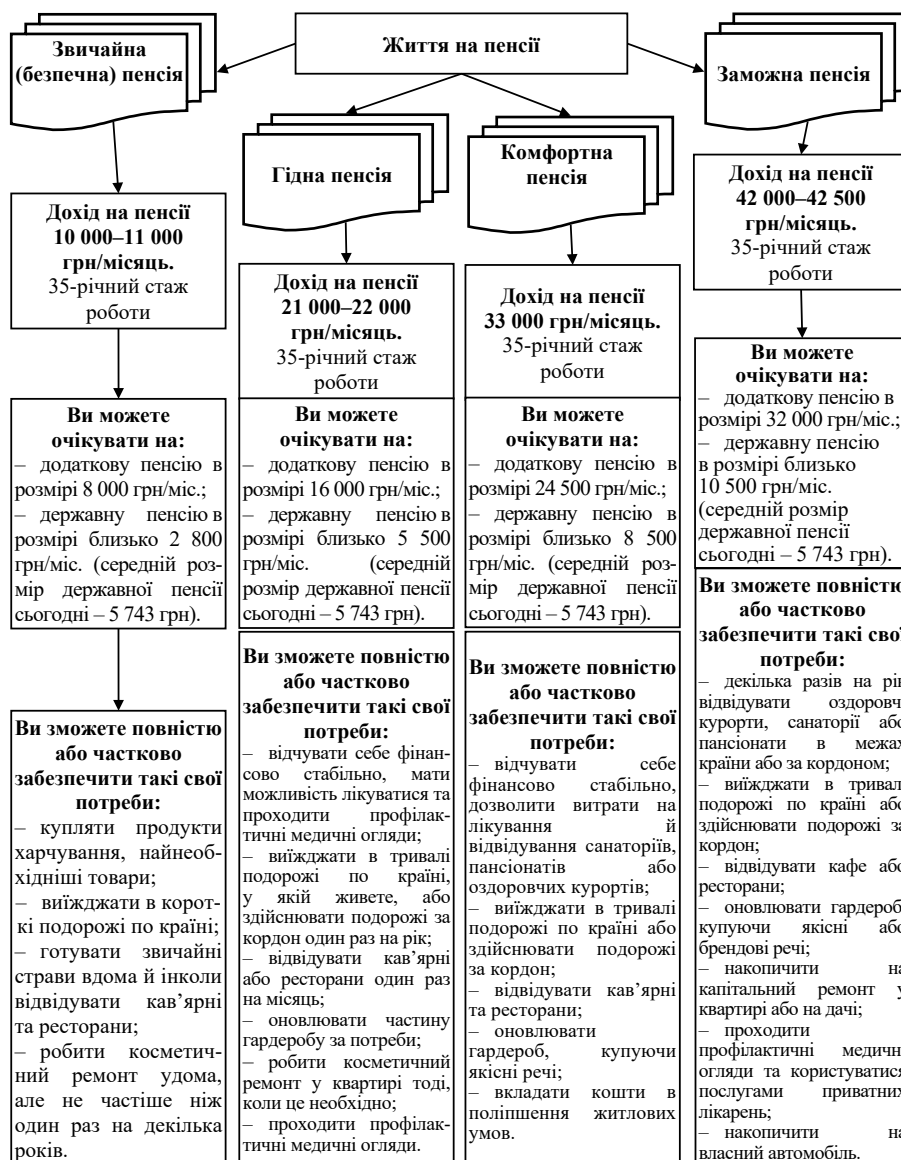 Життя на пенсії
Звичайна
(безпечна) пенсія
Дохід на пенсії
10 000–11 000
грн/місяць.
35-річний стаж
роботи
Ви можете
очікувати на:
– додаткову пенсію в
розмірі 8 000 грн/міс.;
– державну пенсію в
розмірі близько 2 800
грн/міс. (середній роз-
мір державної пенсії
сьогодні – 5 743 грн).
Ви зможете повністю
або частково
забезпечити такі свої
потреби:
– купляти продукти
харчування, найнеоб-
хідніші товари;
– виїжджати в корот-
кі подорожі по країні;
– готувати звичайні
страви вдома й інколи
відвідувати кав’ярні
та ресторани;
– робити косметич-
ний ремонт удома,
але не частіше ніж
один раз на декілька
років.
Гідна пенсія
Дохід на пенсії
21 000–22 000
грн/місяць.
35-річний стаж
роботи
Ви можете
очікувати на:
– додаткову пенсію в
розмірі 16 000 грн/міс.;
– державну пенсію в
розмірі близько 5 500
грн/міс. (середній
розмір державної пенсії
сьогодні – 5 743 грн).
Ви зможете повністю
або частково
забезпечити такі свої
потреби:
– відчувати себе фінан-
сово стабільно, мати
можливість лікуватися та
проходити профілак-
тичні медичні огляди;
– виїжджати в тривалі
подорожі по країні,
у якій живете, або
здійснювати подорожі за
кордон один раз на рік;
– відвідувати кав’ярні
або ресторани один раз
на місяць;
– оновлювати частину
гардеробу за потреби;
– робити косметичний
ремонт у квартирі тоді,
коли це необхідно;
– проходити профілак-
тичні медичні огляди.
Комфортна
пенсія
Дохід на пенсії
33 000 грн/місяць.
35-річний стаж
роботи
Ви можете
очікувати на:
– додаткову пенсію в
розмірі 24 500 грн/міс.;
– державну пенсію в
розмірі близько 8 500
грн/міс. (середній роз-
мір державної пенсії
сьогодні – 5 743 грн).
Ви зможете повністю
або частково
забезпечити такі свої
потреби:
– відчувати себе
фінансово стабільно,
дозволити витрати на
лікування й
відвідування санаторіїв,
пансіонатів або
оздоровчих курортів;
– виїжджати в тривалі
подорожі по країні або
здійснювати подорожі
за кордон;
– відвідувати кав’ярні
та ресторани;
– оновлювати
гардероб, купуючи
якісні речі;
– вкладати кошти в
поліпшення житлових
умов.
Заможна пенсія
Дохід на пенсії
42 000–42 500
грн/місяць.
35-річний стаж
роботи
Ви можете
очікувати на:
– додаткову пенсію в
розмірі 32 000 грн/міс.;
– державну пенсію
в розмірі близько
10 500 грн/міс.
(середній розмір
державної пенсії
сьогодні – 5 743 грн).
Ви зможете повністю
або частково
забезпечити такі свої
потреби:
– декілька разів на рік
відвідувати оздоровчі
курорти, санаторії або
пансіонати в межах
країни або за кордоном;
– виїжджати в тривалі
подорожі по країні або
здійснювати подорожі за
кордон;
– відвідувати кафе або
ресторани;
– оновлювати гардероб,
купуючи якісні або
брендові речі;
– накопичити на
капітальний ремонт у
квартирі або на дачі;
– проходити
профілактичні медичні
огляди та користуватися
послугами приватних
лікарень;
– накопичити на
власний автомобіль.